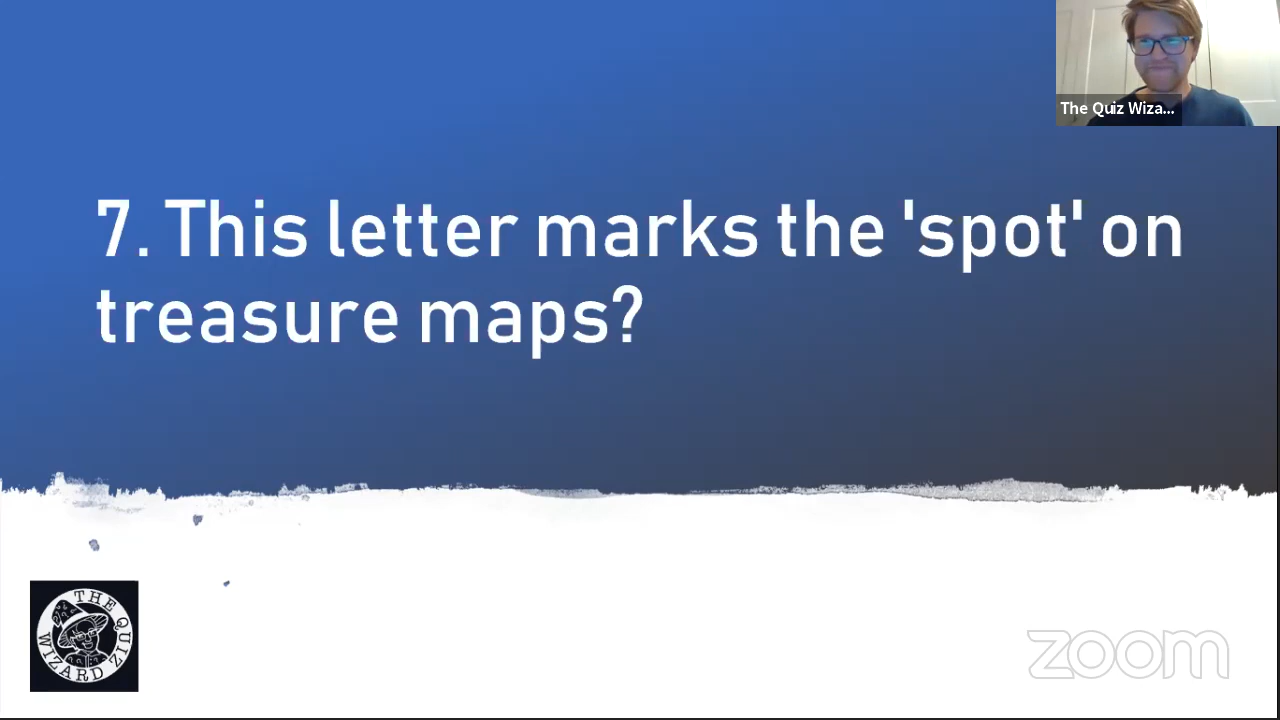 The Quiz Wiza...
7. This letter marks the 'spot' on
treasure maps?
THE QUIZ
WIZARD
zoom